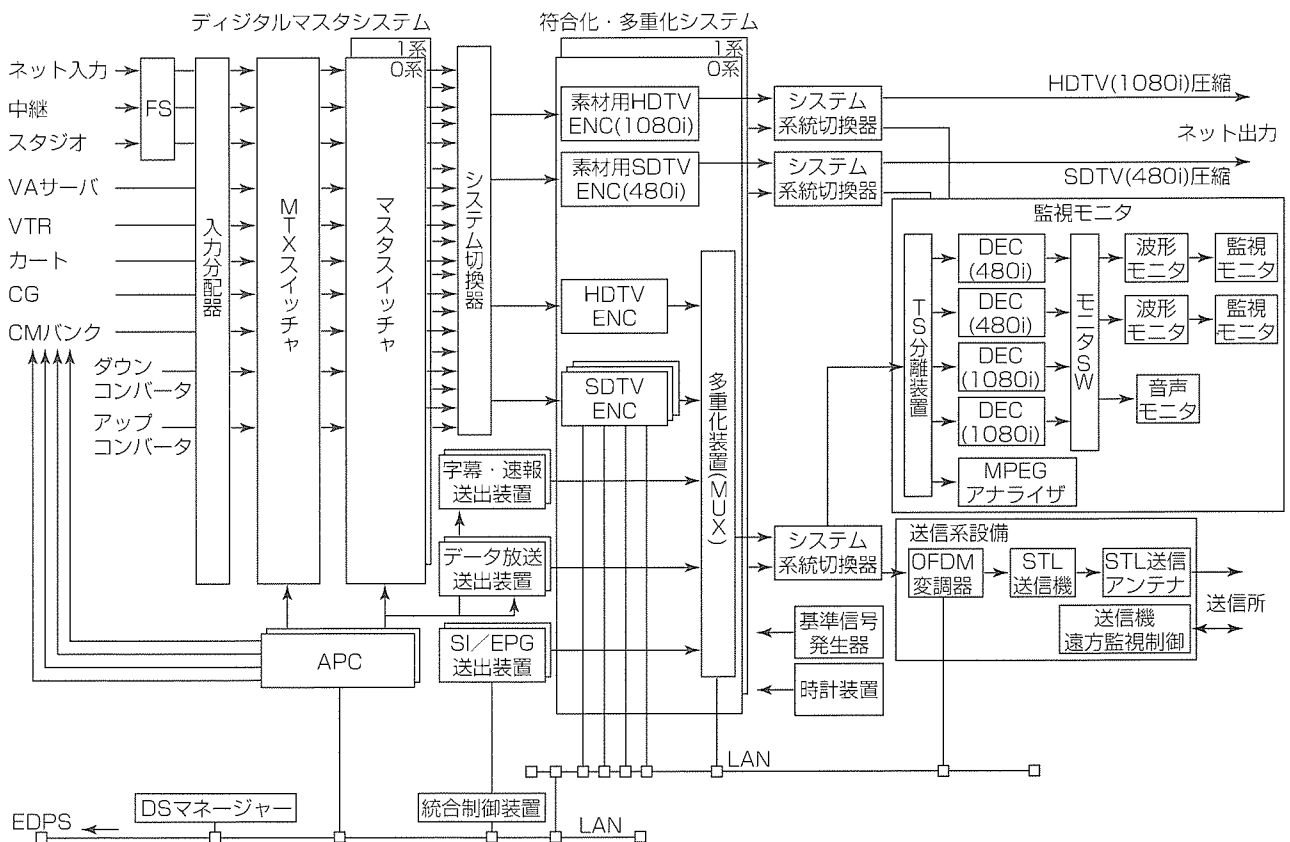 ディジタルマスタシステム
符合化・多重化システム
1系
0系
1系
0系
ネット入力
中継
スタジオ
FS
VAサーバ
VTR
カート
CG
CMバンク
ダウン
コンバータ
アップ
コンバータ
入力分配器
MTXスイッチャ
マスタスイッチャ
システム切換器
素材用HDTV
ENC(1080i)
素材用SDTV
ENC(480i)
HDTV
ENC
SDTV
ENC
多重化装置(MUX)
字幕・速報
送出装置
データ放送
送出装置
SI/EPG
送出装置
APC
システム
系統切換器
システム
系統切換器
システム
系統切換器
HDTV(1080i)圧縮
ネット出力
SDTV(480i)圧縮
監視モニタ
TS分離装置
DEC
(480i)
DEC
(480i)
DEC
(1080i)
DEC
(1080i)
MPEG
アナライザ
モニタSW
波形
モニタ
監視
モニタ
波形
モニタ
監視
モニタ
音声
モニタ
送信系設備
OFDM
変調器
STL
送信機
STL送信
アンテナ
送信機
遠方監視制御
送信所
基準信号
発生器
時計装置
LAN
DSマネージャー
統合制御装置
EDPS
LAN